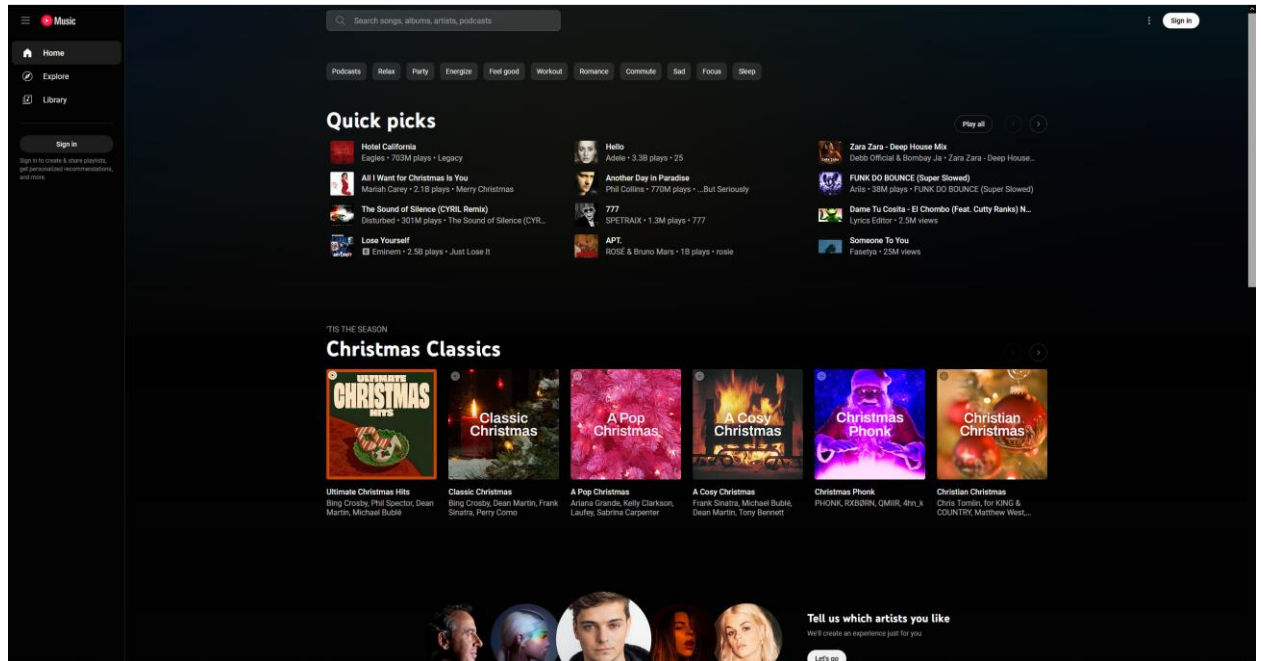 Music
Search songs, albums, artists, podcasts
Sign in
Home
Explore
Library
Sign in
Sign in to create & share playlists,
get personalized recommendations,
and more.
Podcasts Relax Party Energize Feel good Workout Romance Commute Sad Focus Sleep
Quick picks
Play all
Hotel California
Eagles • 703M plays • Legacy
All I Want for Christmas Is You
Mariah Carey • 2.1B plays • Merry Christmas
The Sound of Silence (CYRIL Remix)
Disturbed • 301M plays • The Sound of Silence (CYR...
Lose Yourself
E Eminem • 2.5B plays • Just Lose It
Hello
Adele • 3.3B plays • 25
Another Day in Paradise
Phil Collins • 770M plays • ...But Seriously
777
SPETRAIX • 1.3M plays • 777
APT.
ROSÉ & Bruno Mars • 1B plays • rosie
Zara Zara - Deep House Mix
Debb Official & Bombay Ja • Zara Zara - Deep House...
FUNK DO BOUNCE (Super Slowed)
Ariis • 38M plays • FUNK DO BOUNCE (Super Slowed)
Dame Tu Cosita - El Chombo (Feat. Cutty Ranks) N...
Lyrics Editor • 2.5M views
Someone To You
Fasetya • 25M views
'TIS THE SEASON
Christmas Classics
ULTIMATE
CHRISTMAS
HITS
Classic
Christmas
A Pop
Christmas
A Cosy
Christmas
Christmas
Phonk
Christian
Christmas
Ultimate Christmas Hits
Bing Crosby, Phil Spector, Dean
Martin, Michael Bublé
Classic Christmas
Bing Crosby, Dean Martin, Frank
Sinatra, Perry Como
A Pop Christmas
Ariana Grande, Kelly Clarkson,
Laufey, Sabrina Carpenter
A Cosy Christmas
Frank Sinatra, Michael Bublé,
Dean Martin, Tony Bennett
Christmas Phonk
PHONK, RXBØRN, QMIIR, 4hn_k
Christian Christmas
Chris Tomlin, for KING &
COUNTRY, Matthew West,...
Tell us which artists you like
We'll create an experience just for you
Let's go